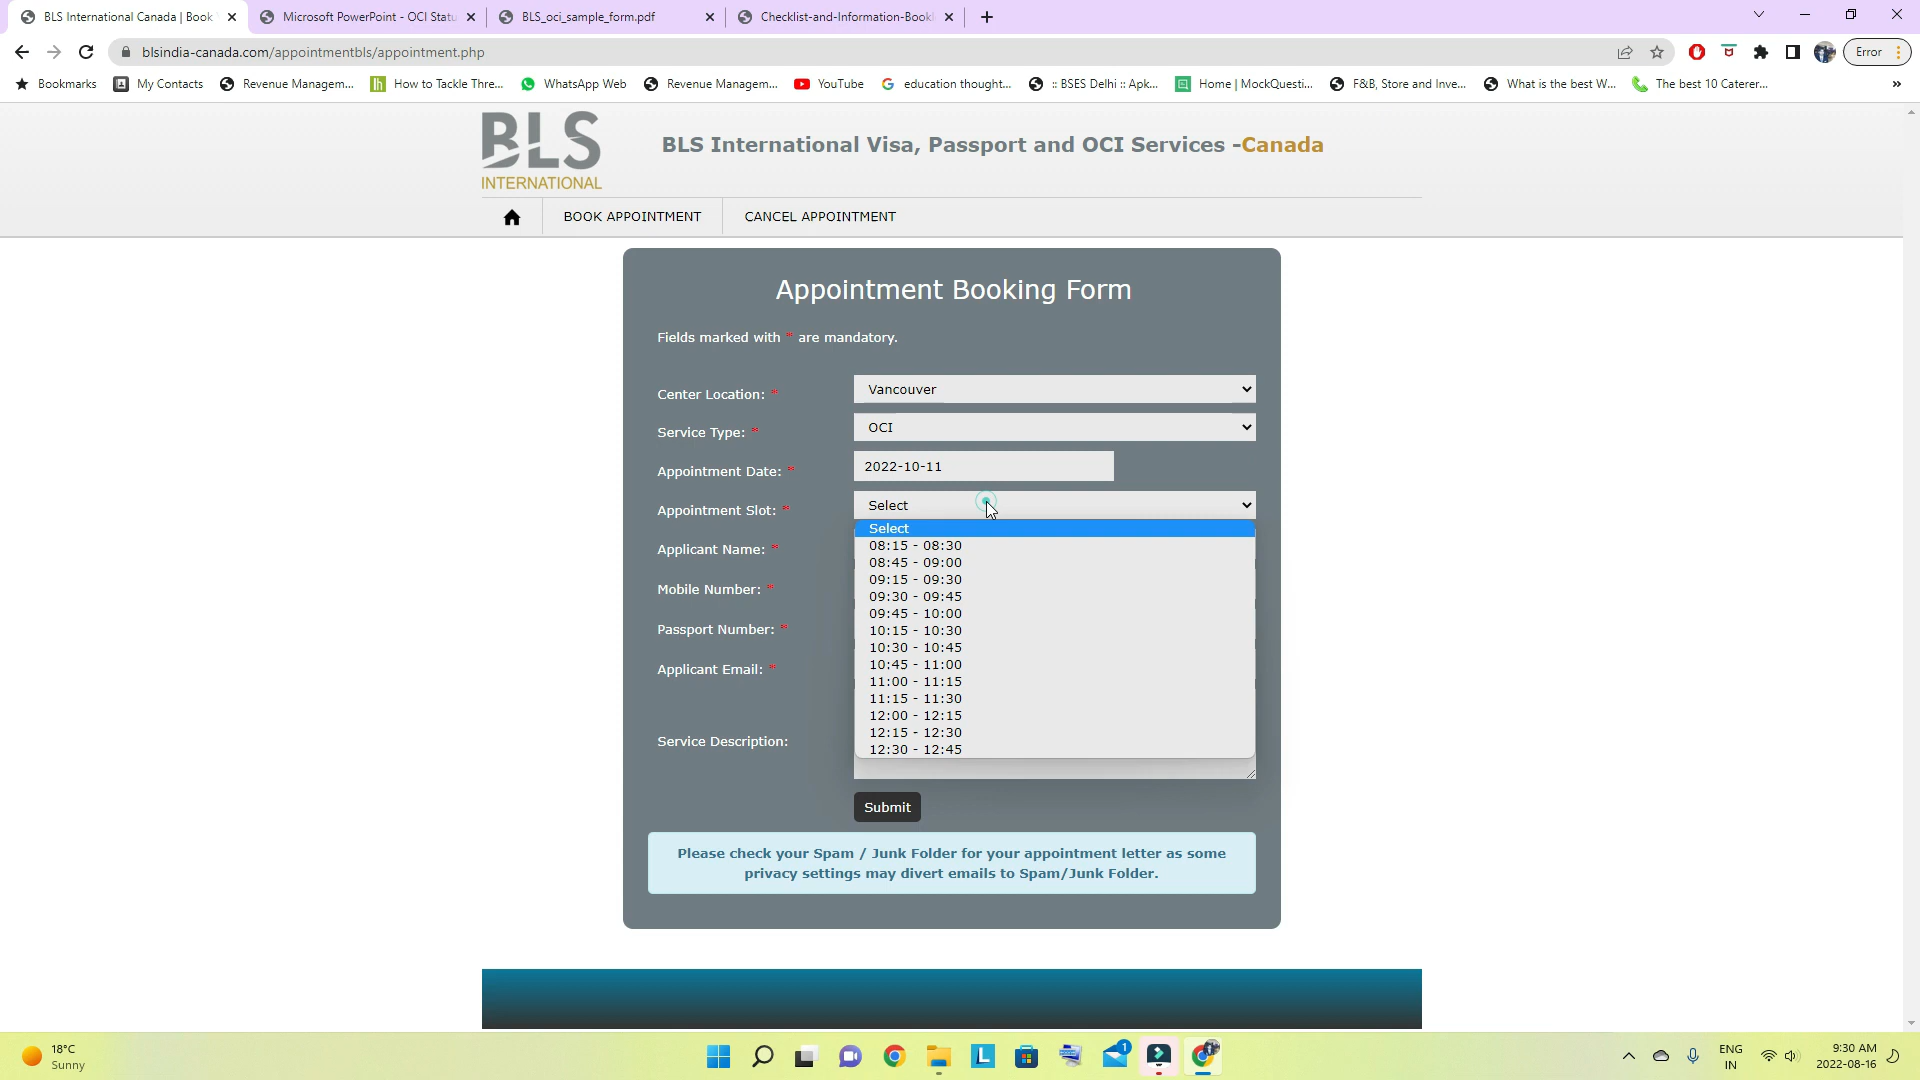 BLS International Canada | Book
Microsoft PowerPoint - OCI Statu
BLS_oci_sample_form.pdf
Checklist-and-Information-Bookl
blsindia-canada.com/appointmentbls/appointment.php
Error
Bookmarks
My Contacts
Revenue Managem...
How to Tackle Thre...
WhatsApp Web
Revenue Managem...
YouTube
education thought...
:: BSES Delhi :: Apk...
Home | MockQuesti...
F&B, Store and Inve...
What is the best W...
The best 10 Caterer...
»
BLS
INTERNATIONAL
BLS International Visa, Passport and OCI Services -Canada
BOOK APPOINTMENT
CANCEL APPOINTMENT
Appointment Booking Form
Fields marked with * are mandatory.
Center Location: *
Vancouver
Service Type: *
OCI
Appointment Date: *
2022-10-11
Appointment Slot: *
Select
Select
08:15 - 08:30
08:45 - 09:00
09:15 - 09:30
09:30 - 09:45
09:45 - 10:00
10:15 - 10:30
10:30 - 10:45
10:45 - 11:00
11:00 - 11:15
11:15 - 11:30
12:00 - 12:15
12:15 - 12:30
12:30 - 12:45
Applicant Name: *
Mobile Number: *
Passport Number: *
Applicant Email: *
Service Description:
Submit
Please check your Spam / Junk Folder for your appointment letter as some
privacy settings may divert emails to Spam/Junk Folder.
18°C
Sunny
L
1
ENG
IN
9:30 AM
2022-08-16